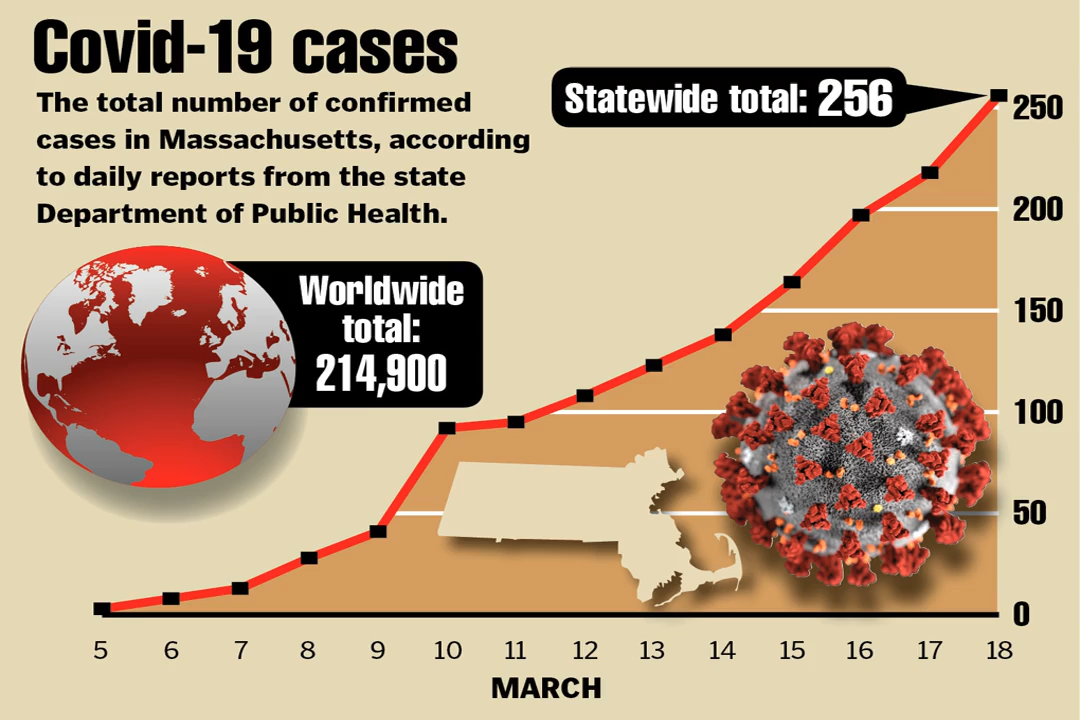 Covid-19 cases
The total number of confirmed
cases in Massachusetts, according
to daily reports from the state
Department of Public Health.
Statewide total: 256
Worldwide
total:
214,900
250
200
150
100
50
0
5 6 7 8 9 10 11 12 13 14 15 16 17 18
MARCH